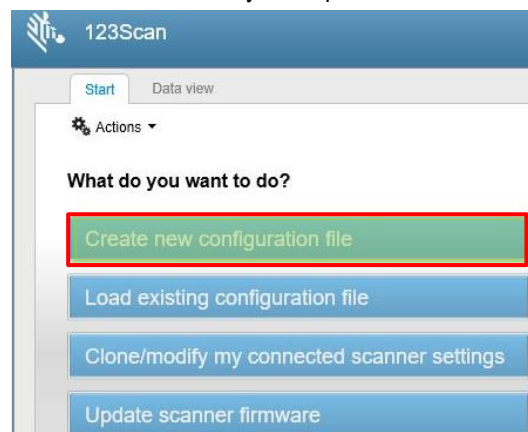 123Scan
Start Data view
Actions
What do you want to do?
Create new configuration file
Load existing configuration file
Clone/modify my connected scanner settings
Update scanner firmware